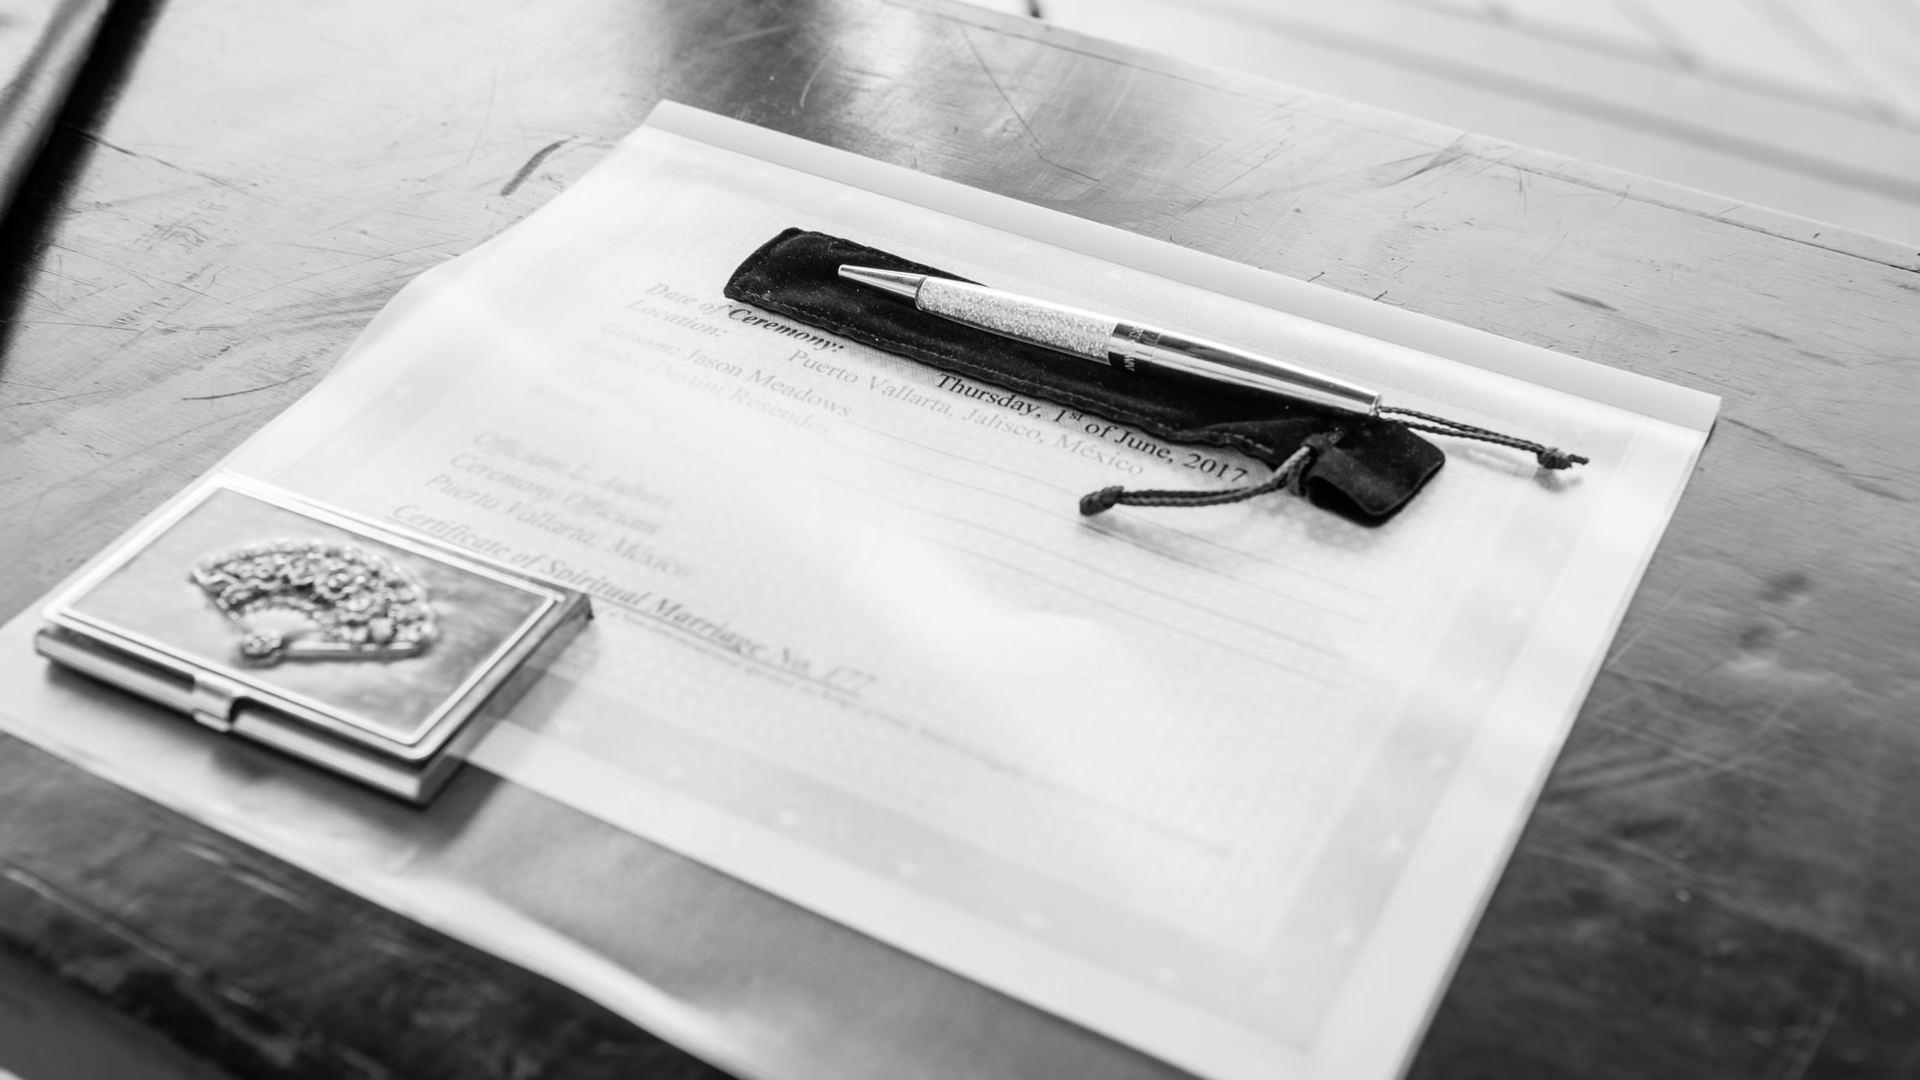 Date of Ceremony: Thursday, 1st of June, 2017
Location: Puerto Vallarta, Jalisco, México
Groom: Jason Meadows
Resendes
Officiant L.
Ceremony Officiant
Puerto Vallarta, México
Certificate of Spiritual Marriage No. 177